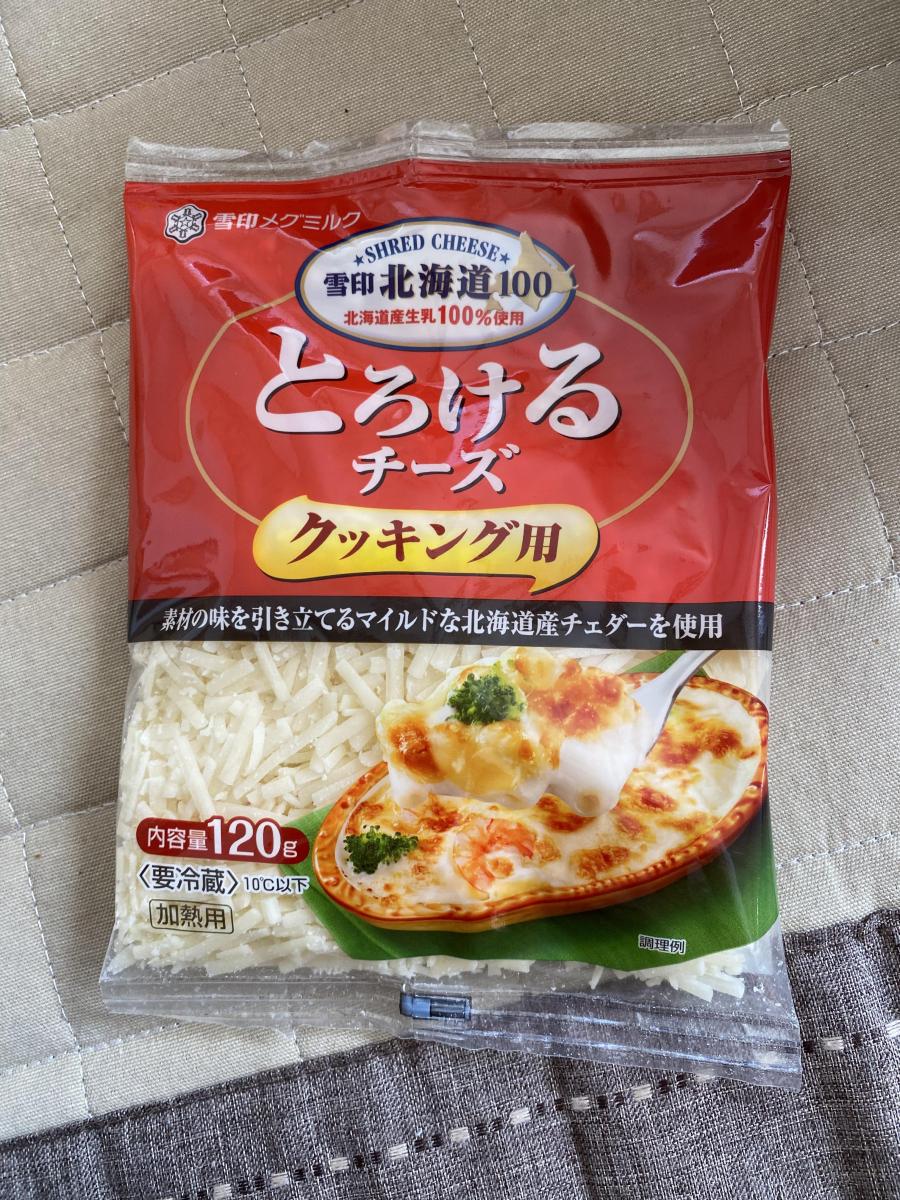 雪印メグミルク
★SHRED CHEESE★
雪印北海道100
北海道産生乳100%使用
とろける
チーズ
クッキング用
素材の味を引き立てるマイルドな北海道産チェダーを使用
内容量120g
〈要冷蔵〉10℃以下
加熱用
調理例